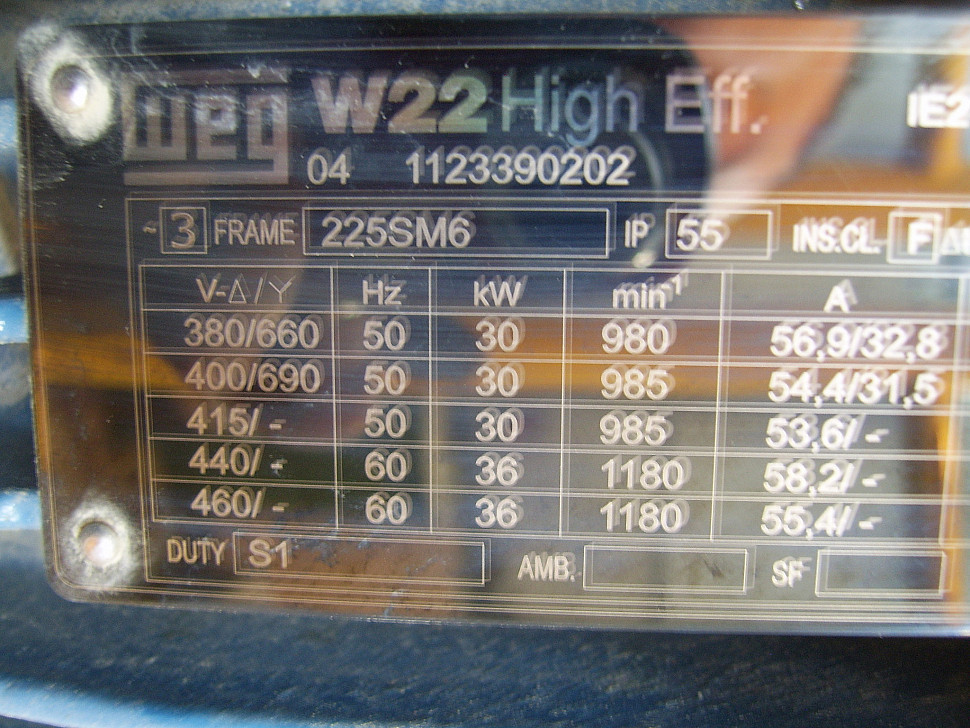 weg W22 High Eff. IE2
04 1123390202
~ 3 FRAME 225SM6 IP 55 INS.CL. F
V-Δ/Y Hz kW min⁻¹ A
380/660 50 30 980 56,9/32,8
400/690 50 30 985 54,4/31,5
415/- 50 30 985 53,6/-
440/- 60 36 1180 58,2/-
460/- 60 36 1180 55,4/-
DUTY S1 AMB. SF